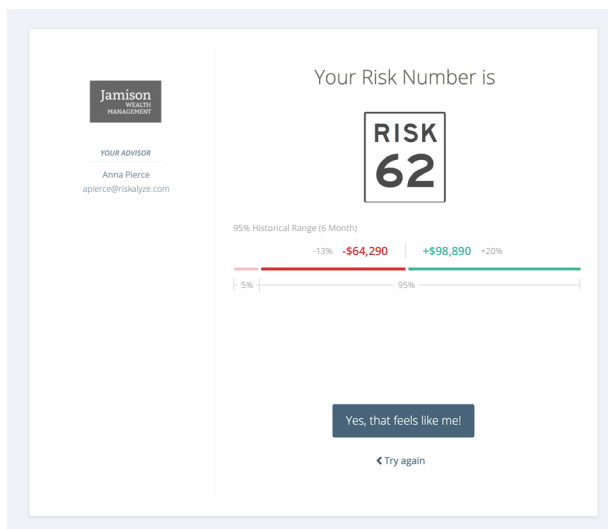 Jamison
WEALTH
MANAGEMENT
YOUR ADVISOR
Anna Pierce
apierce@riskalyze.com
Your Risk Number is
RISK
62
95% Historical Range (6 Month)
-13% -$64,290 +$98,890 +20%
5% 95%
Yes, that feels like me!
Try again